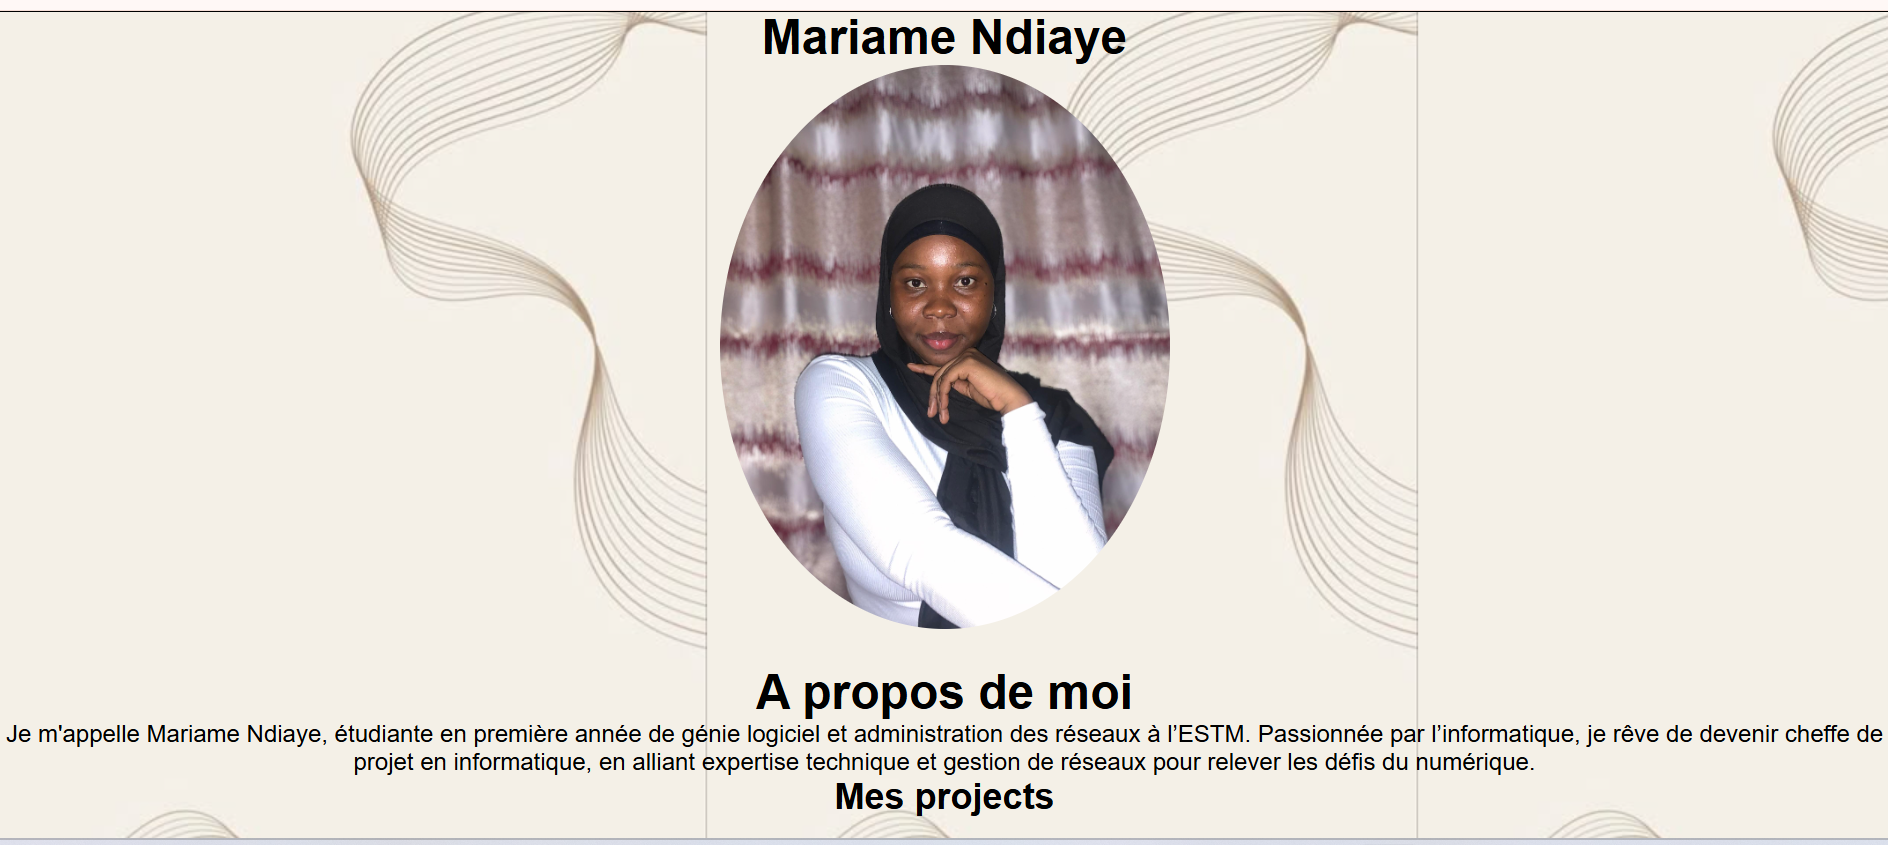 Mariame Ndiaye
A propos de moi
Je m'appelle Mariame Ndiaye, étudiante en première année de génie logiciel et administration des réseaux à l’ESTM. Passionnée par l’informatique, je rêve de devenir cheffe de
projet en informatique, en alliant expertise technique et gestion de réseaux pour relever les défis du numérique.
Mes projects